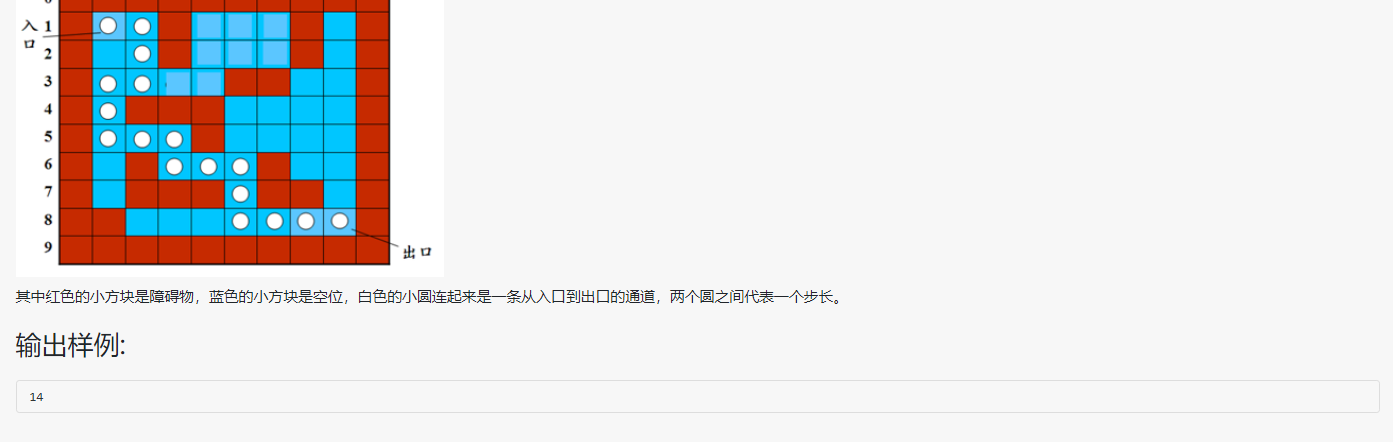 入口
1
2
3
4
5
6
7
8
9
出口
其中红色的小方块是障碍物，蓝色的小方块是空位，白色的小圆连起来是一条从入口到出口的通道，两个圆之间代表一个步长。
输出样例:
14